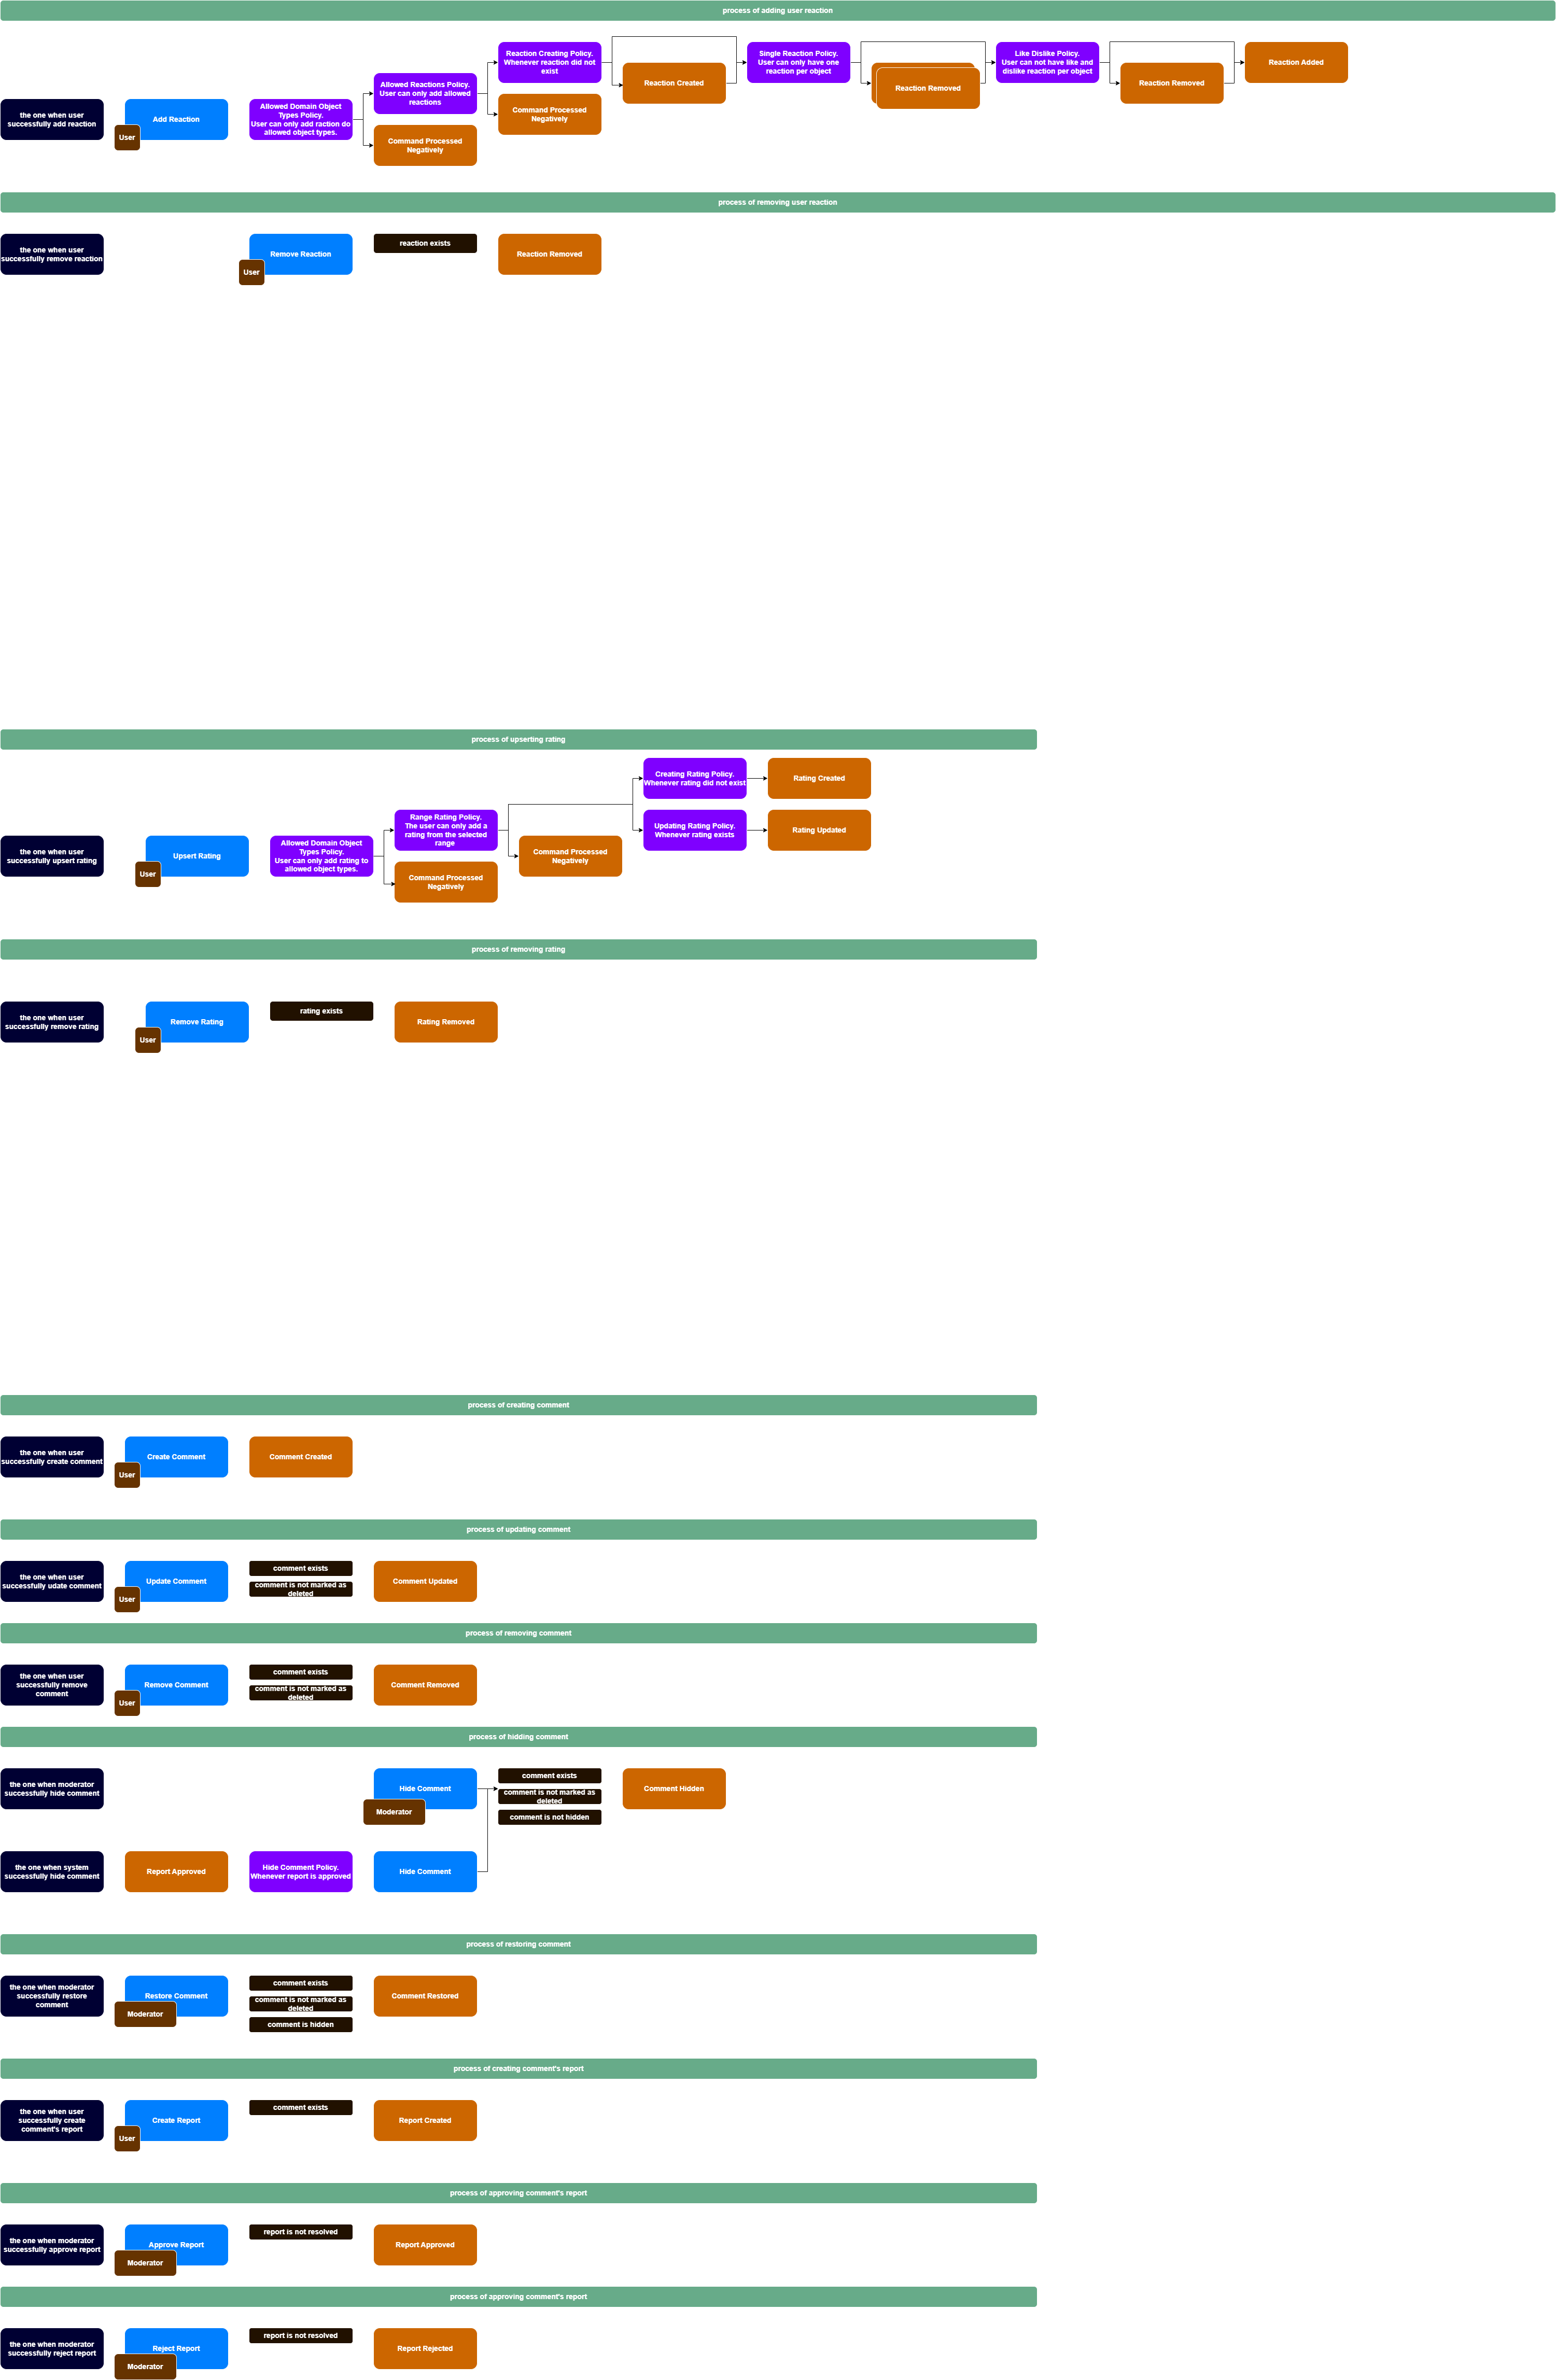 process of adding user reaction
Reaction Creating Policy.
Whenever reaction did not
exist
Reaction Created
Single Reaction Policy.
User can only have one
reaction per object
Reaction Removed
Like Dislike Policy.
User can not have like and
dislike reaction per object
Reaction Removed
Reaction Added
Allowed Reactions Policy.
User can only add allowed
reactions
Command Processed
Negatively
the one when user
successfully add reaction
Add Reaction
User
Allowed Domain Object
Types Policy.
User can only add raction do
allowed object types.
Command Processed
Negatively
process of removing user reaction
the one when user
successfully remove reaction
Remove Reaction
User
reaction exists
Reaction Removed
process of upserting rating
Creating Rating Policy.
Whenever rating did not exist
Rating Created
Range Rating Policy.
The user can only add a
rating from the selected
range
Updating Rating Policy.
Whenever rating exists
Rating Updated
the one when user
successfully upsert rating
Upsert Rating
User
Allowed Domain Object
Types Policy.
User can only add rating to
allowed object types.
Command Processed
Negatively
Command Processed
Negatively
process of removing rating
the one when user
successfully remove rating
Remove Rating
User
rating exists
Rating Removed
process of creating comment
the one when user
successfully create comment
Create Comment
User
Comment Created
process of updating comment
the one when user
successfully udate comment
Update Comment
User
comment exists
comment is not marked as
deleted
Comment Updated
process of removing comment
the one when user
successfully remove
comment
Remove Comment
User
comment exists
comment is not marked as
deleted
Comment Removed
process of hidding comment
the one when moderator
successfully hide comment
Hide Comment
Moderator
comment exists
comment is not marked as
deleted
comment is not hidden
Comment Hidden
the one when system
successfully hide comment
Report Approved
Hide Comment Policy.
Whenever report is approved
Hide Comment
process of restoring comment
the one when moderator
successfully restore
comment
Restore Comment
Moderator
comment exists
comment is not marked as
deleted
comment is hidden
Comment Restored
process of creating comment's report
the one when user
successfully create
comment's report
Create Report
User
comment exists
Report Created
process of approving comment's report
the one when moderator
successfully approve report
Approve Report
Moderator
report is not resolved
Report Approved
process of approving comment's report
the one when moderator
successfully reject report
Reject Report
Moderator
report is not resolved
Report Rejected